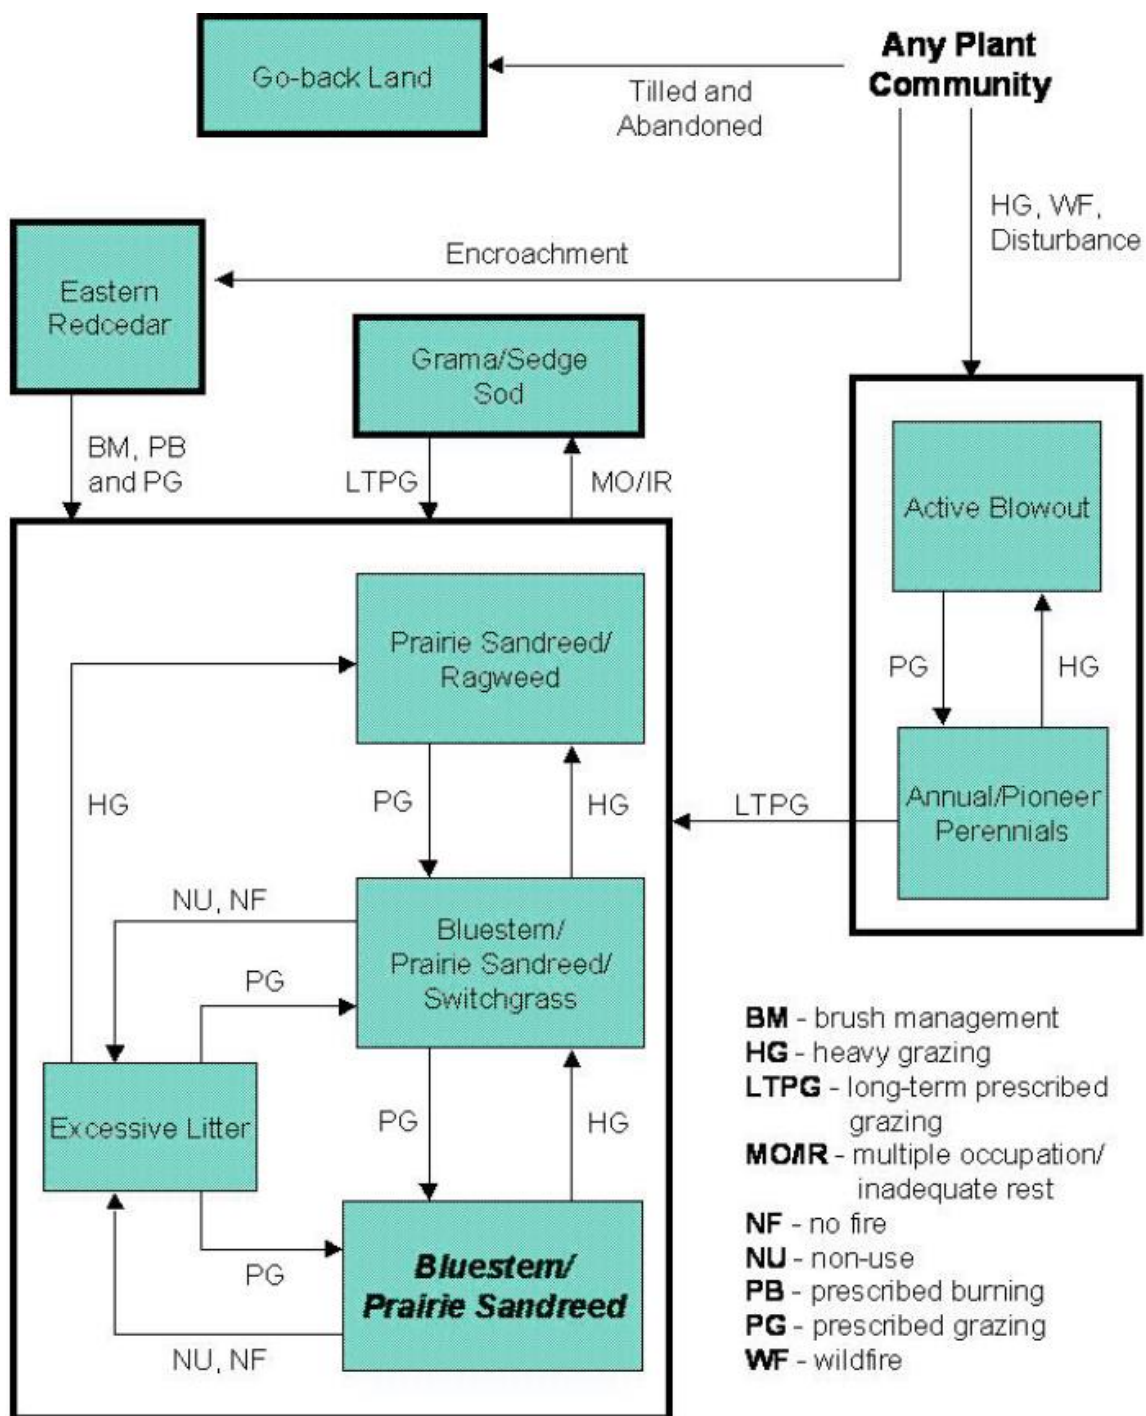 Go-back Land
Any Plant
Community
Tilled and
Abandoned
HG, WF,
Disturbance
Encroachment
Eastern
Redcedar
Grama/Sedge
Sod
BM, PB
and PG
LTPG
MO/IR
Active Blowout
PG
HG
Annual/Pioneer
Perennials
LTPG
Prairie Sandreed/
Ragweed
HG
PG
HG
NU, NF
Bluestem/
Prairie Sandreed/
Switchgrass
PG
Excessive Litter
PG
HG
PG
Bluestem/
Prairie Sandreed
NU, NF
BM - brush management
HG - heavy grazing
LTPG - long-term prescribed
grazing
MO/IR - multiple occupation/
inadequate rest
NF - no fire
NU - non-use
PB - prescribed burning
PG - prescribed grazing
WF - wildfire